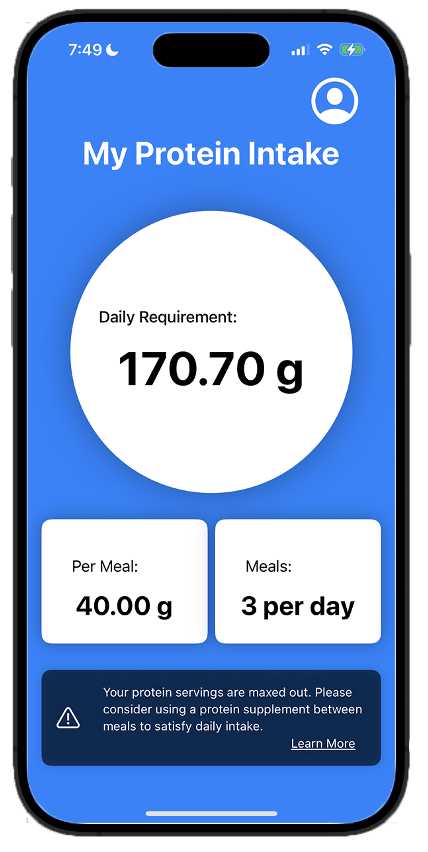 7:49
My Protein Intake
Daily Requirement:
170.70 g
Per Meal:
40.00 g
Meals:
3 per day
Your protein servings are maxed out. Please
consider using a protein supplement between
meals to satisfy daily intake.
Learn More